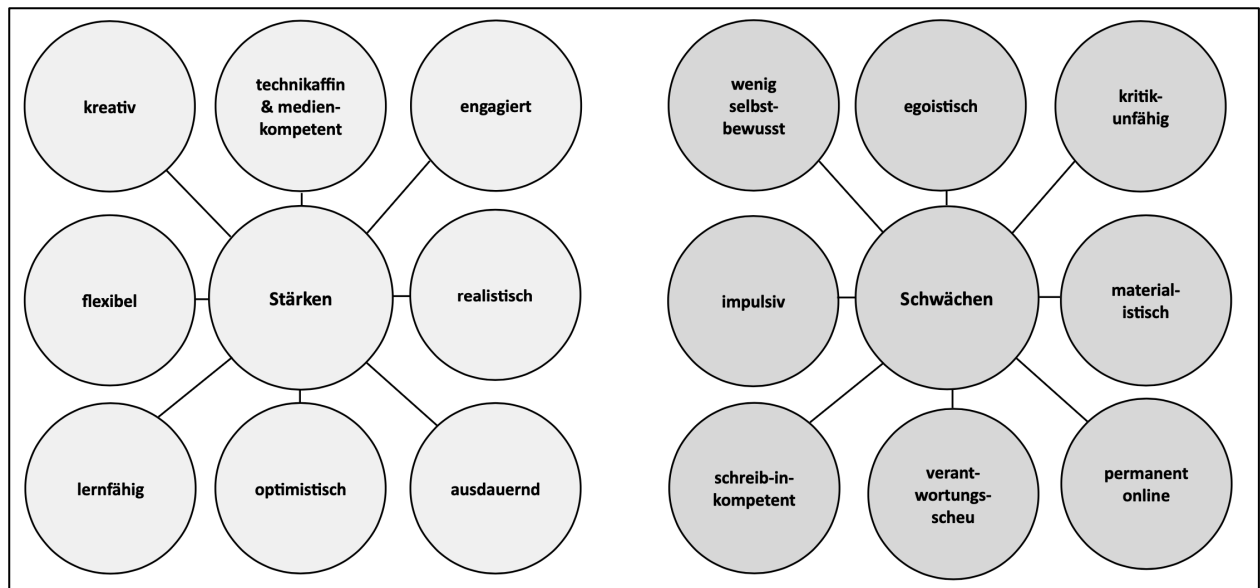 kreativ
technikaffin
& medien-
kompetent
engagiert
flexibel
Stärken
realistisch
lernfähig
optimistisch
ausdauernd
wenig
selbst-
bewusst
egoistisch
kritik-
unfähig
impulsiv
Schwächen
material-
istisch
schreib-in-
kompetent
verant-
wortungs-
scheu
permanent
online